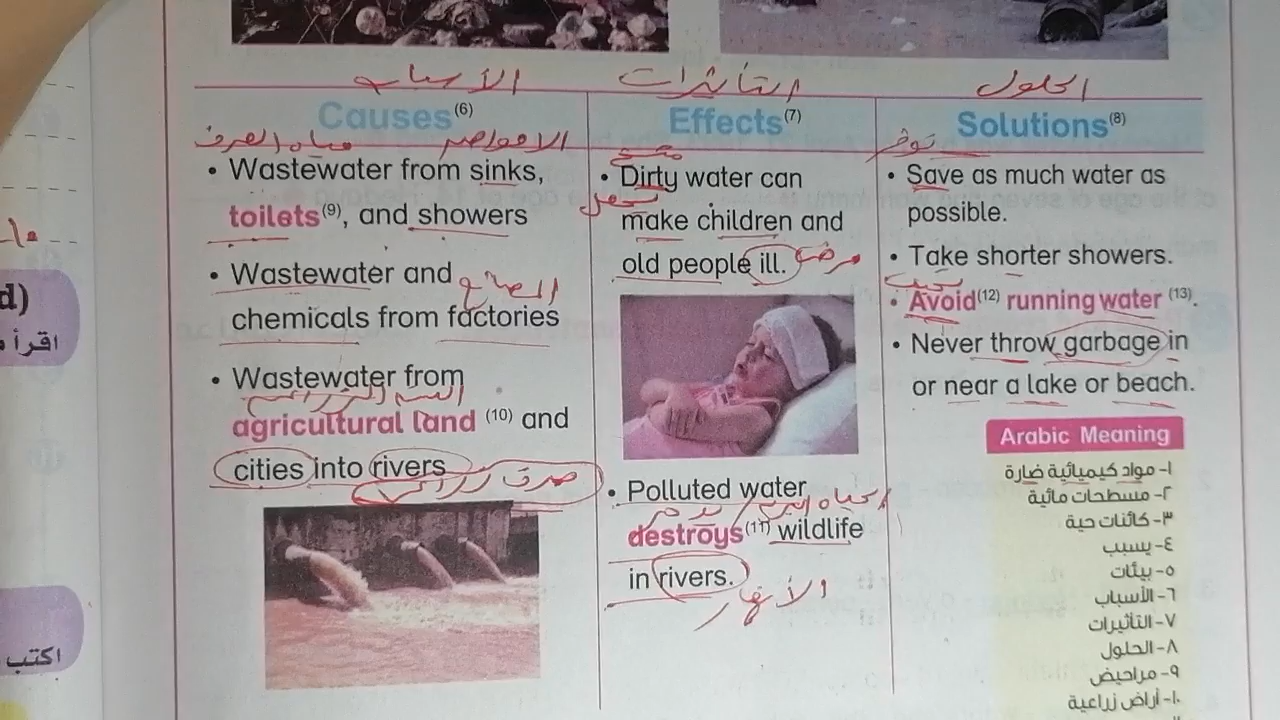 الأسباب
التأثيرات
الحلول
Causes(6)
Effects(7)
Solutions(8)
مياه الصرف
توفر
• Wastewater from sinks,
toilets(9), and showers
المصانع
• Wastewater and
chemicals from factories
• Wastewater from
agricultural land (10) and
cities into rivers
• Dirty water can
make children and
old people ill.
• Polluted water
destroys(11) wildlife
in rivers.
الأنهار
• Save as much water as
possible.
• Take shorter showers.
• Avoid(12) running water (13).
• Never throw garbage in
or near a lake or beach.
Arabic Meaning
١- مواد كيميائية ضارة
٢- مسطحات مائية
٣- كائنات حية
٤- يسبب
٥- بيئات
٦- الأسباب
٧- التأثيرات
٨- الحلول
٩- مراحيض
١٠- أراض زراعية
d)
اقرأ
اكتب